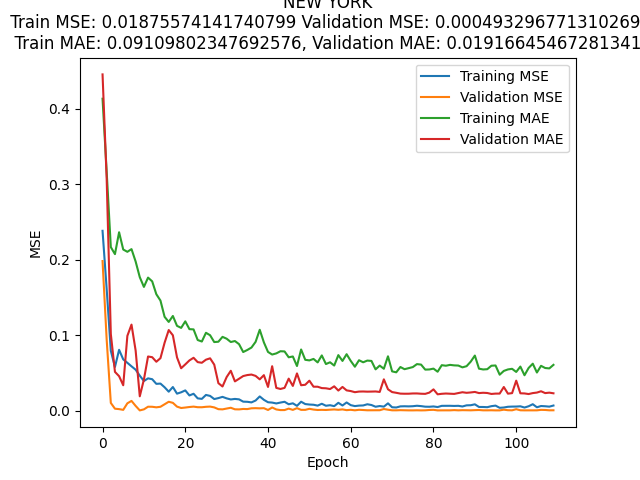 NEW YORK
Train MSE: 0.01875574141740799 Validation MSE: 0.000493296771310269
Train MAE: 0.09109802347692576, Validation MAE: 0.01916645467281341
Training MSE
Validation MSE
Training MAE
Validation MAE
0.4
0.3
0.2
0.1
0.0
MSE
0
20
40
60
80
100
Epoch